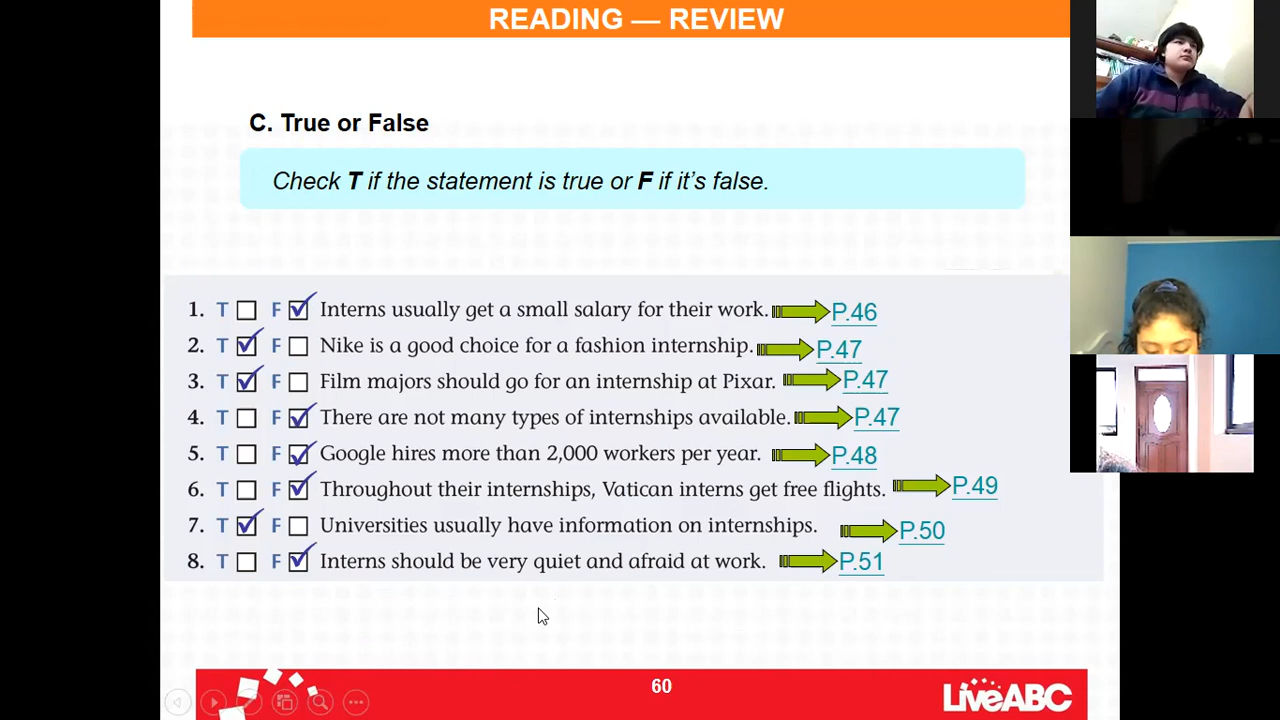 READING — REVIEW
C. True or False
Check T if the statement is true or F if it's false.
1. T F Interns usually get a small salary for their work. P.46
2. T F Nike is a good choice for a fashion internship. P.47
3. T F Film majors should go for an internship at Pixar. P.47
4. T F There are not many types of internships available. P.47
5. T F Google hires more than 2,000 workers per year. P.48
6. T F Throughout their internships, Vatican interns get free flights. P.49
7. T F Universities usually have information on internships. P.50
8. T F Interns should be very quiet and afraid at work. P.51
60
LiveABC